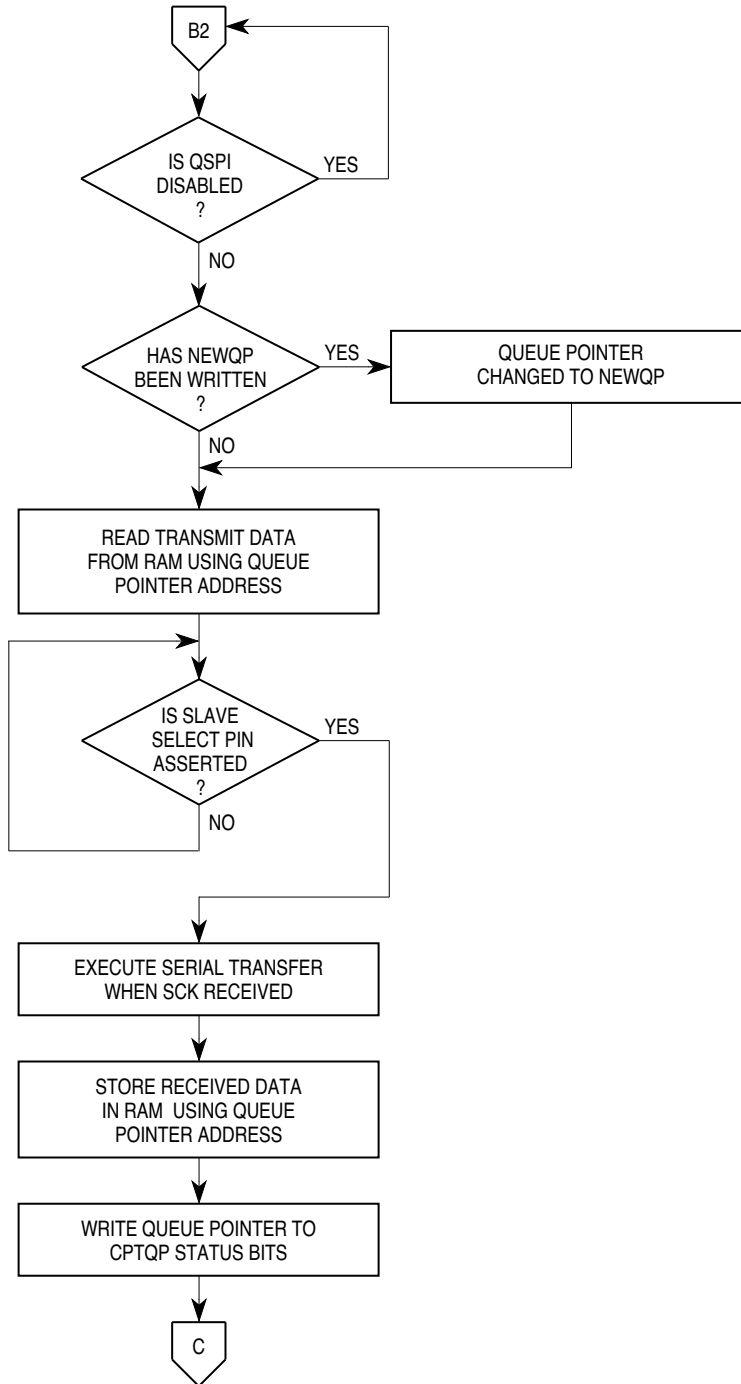 B2
IS QSPI
DISABLED
?
YES
NO
HAS NEWQP
BEEN WRITTEN
?
YES
QUEUE POINTER
CHANGED TO NEWQP
NO
READ TRANSMIT DATA
FROM RAM USING QUEUE
POINTER ADDRESS
IS SLAVE
SELECT PIN
ASSERTED
?
YES
NO
EXECUTE SERIAL TRANSFER
WHEN SCK RECEIVED
STORE RECEIVED DATA
IN RAM USING QUEUE
POINTER ADDRESS
WRITE QUEUE POINTER TO
CPTQP STATUS BITS
C